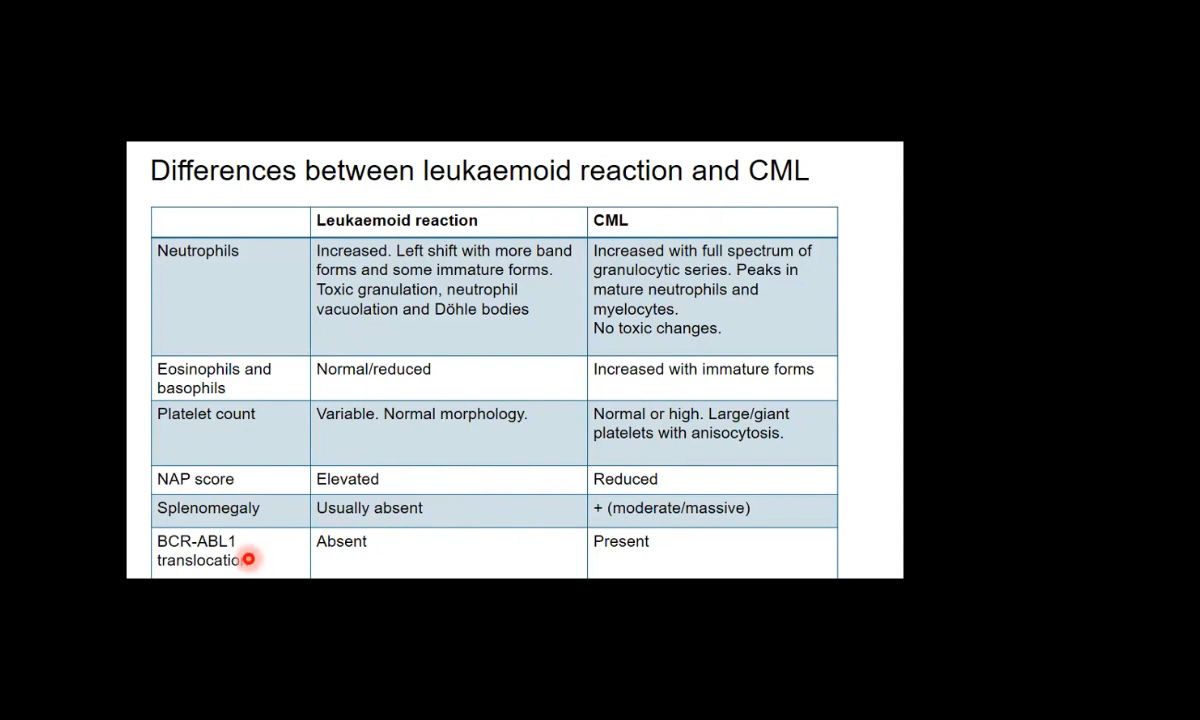 Differences between leukaemoid reaction and CML
Leukaemoid reaction
CML
Neutrophils
Increased. Left shift with more band
forms and some immature forms.
Toxic granulation, neutrophil
vacuolation and Döhle bodies
Increased with full spectrum of
granulocytic series. Peaks in
mature neutrophils and
myelocytes.
No toxic changes.
Eosinophils and
basophils
Normal/reduced
Increased with immature forms
Platelet count
Variable. Normal morphology.
Normal or high. Large/giant
platelets with anisocytosis.
NAP score
Elevated
Reduced
Splenomegaly
Usually absent
+ (moderate/massive)
BCR-ABL1
translocation
Absent
Present